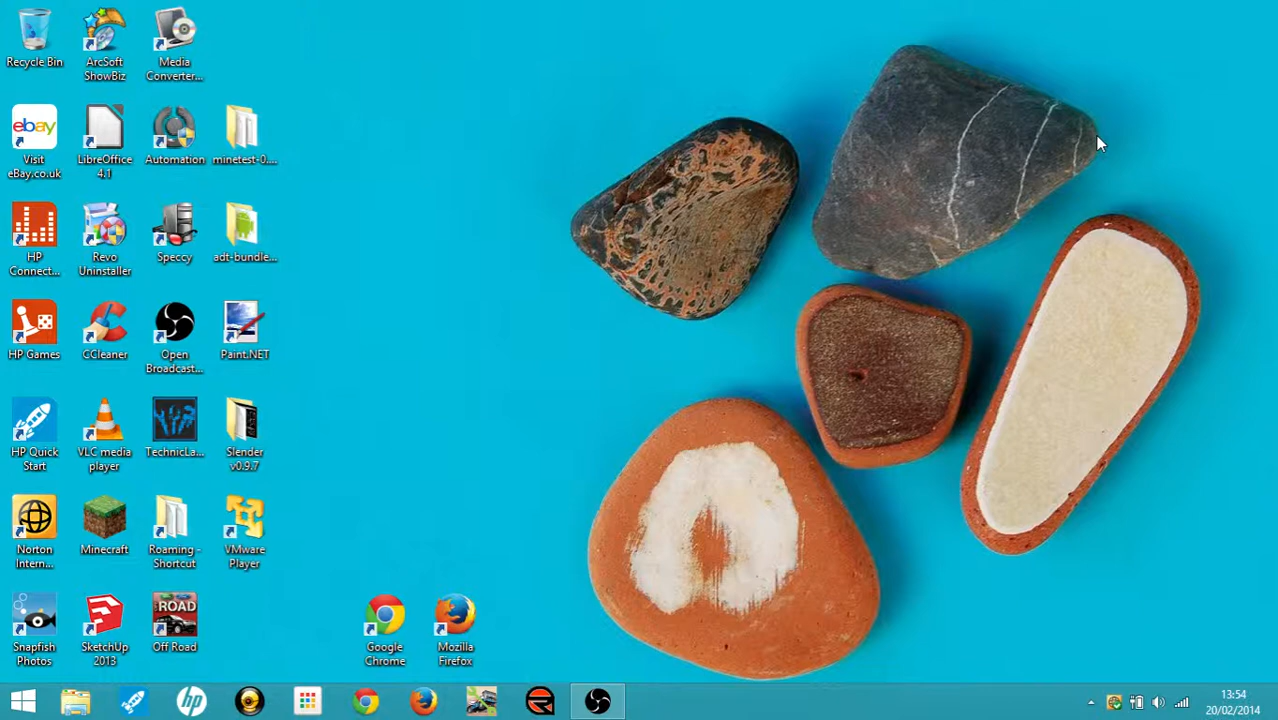 Recycle Bin
ArcSoft
ShowBiz
Media
Converter...
ebay
Visit
eBay.co.uk
LibreOffice
4.1
Automation
minetest-0....
HP
Connect...
Revo
Uninstaller
Speccy
adt-bundle...
HP Games
CCleaner
Open
Broadcast...
Paint.NET
HP Quick
Start
VLC media
player
TechnicLa...
Slender
v0.9.7
Norton
Intern...
Minecraft
Roaming -
Shortcut
VMware
Player
Snapfish
Photos
SketchUp
2013
ROAD
Off Road
Google
Chrome
Mozilla
Firefox
hp
13:54
20/02/2014